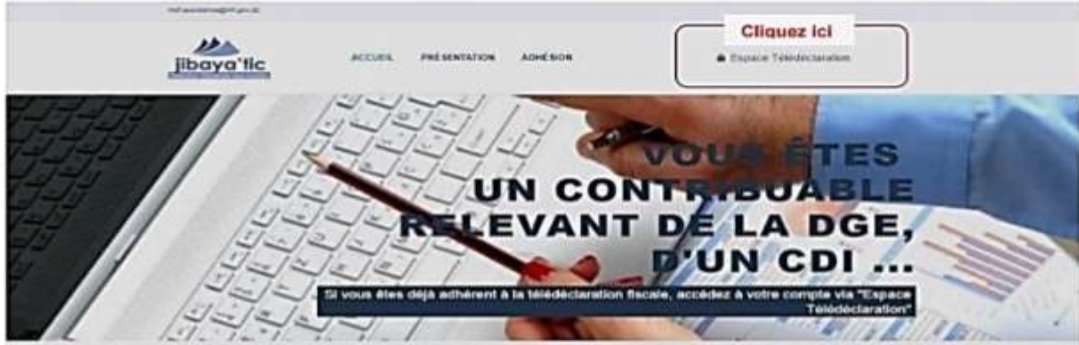 Cliquez ici
jibaya'tic
ACCUEIL PRÉSENTATION ADHÉSION Espace Télédéclaration
VOUS ÊTES
UN CONTRIBUABLE
RELEVANT DE LA DGE,
D'UN CDI ...
Si vous êtes déjà adhérent à la télédéclaration fiscale, accédez à votre compte via "Espace
Télédéclaration"